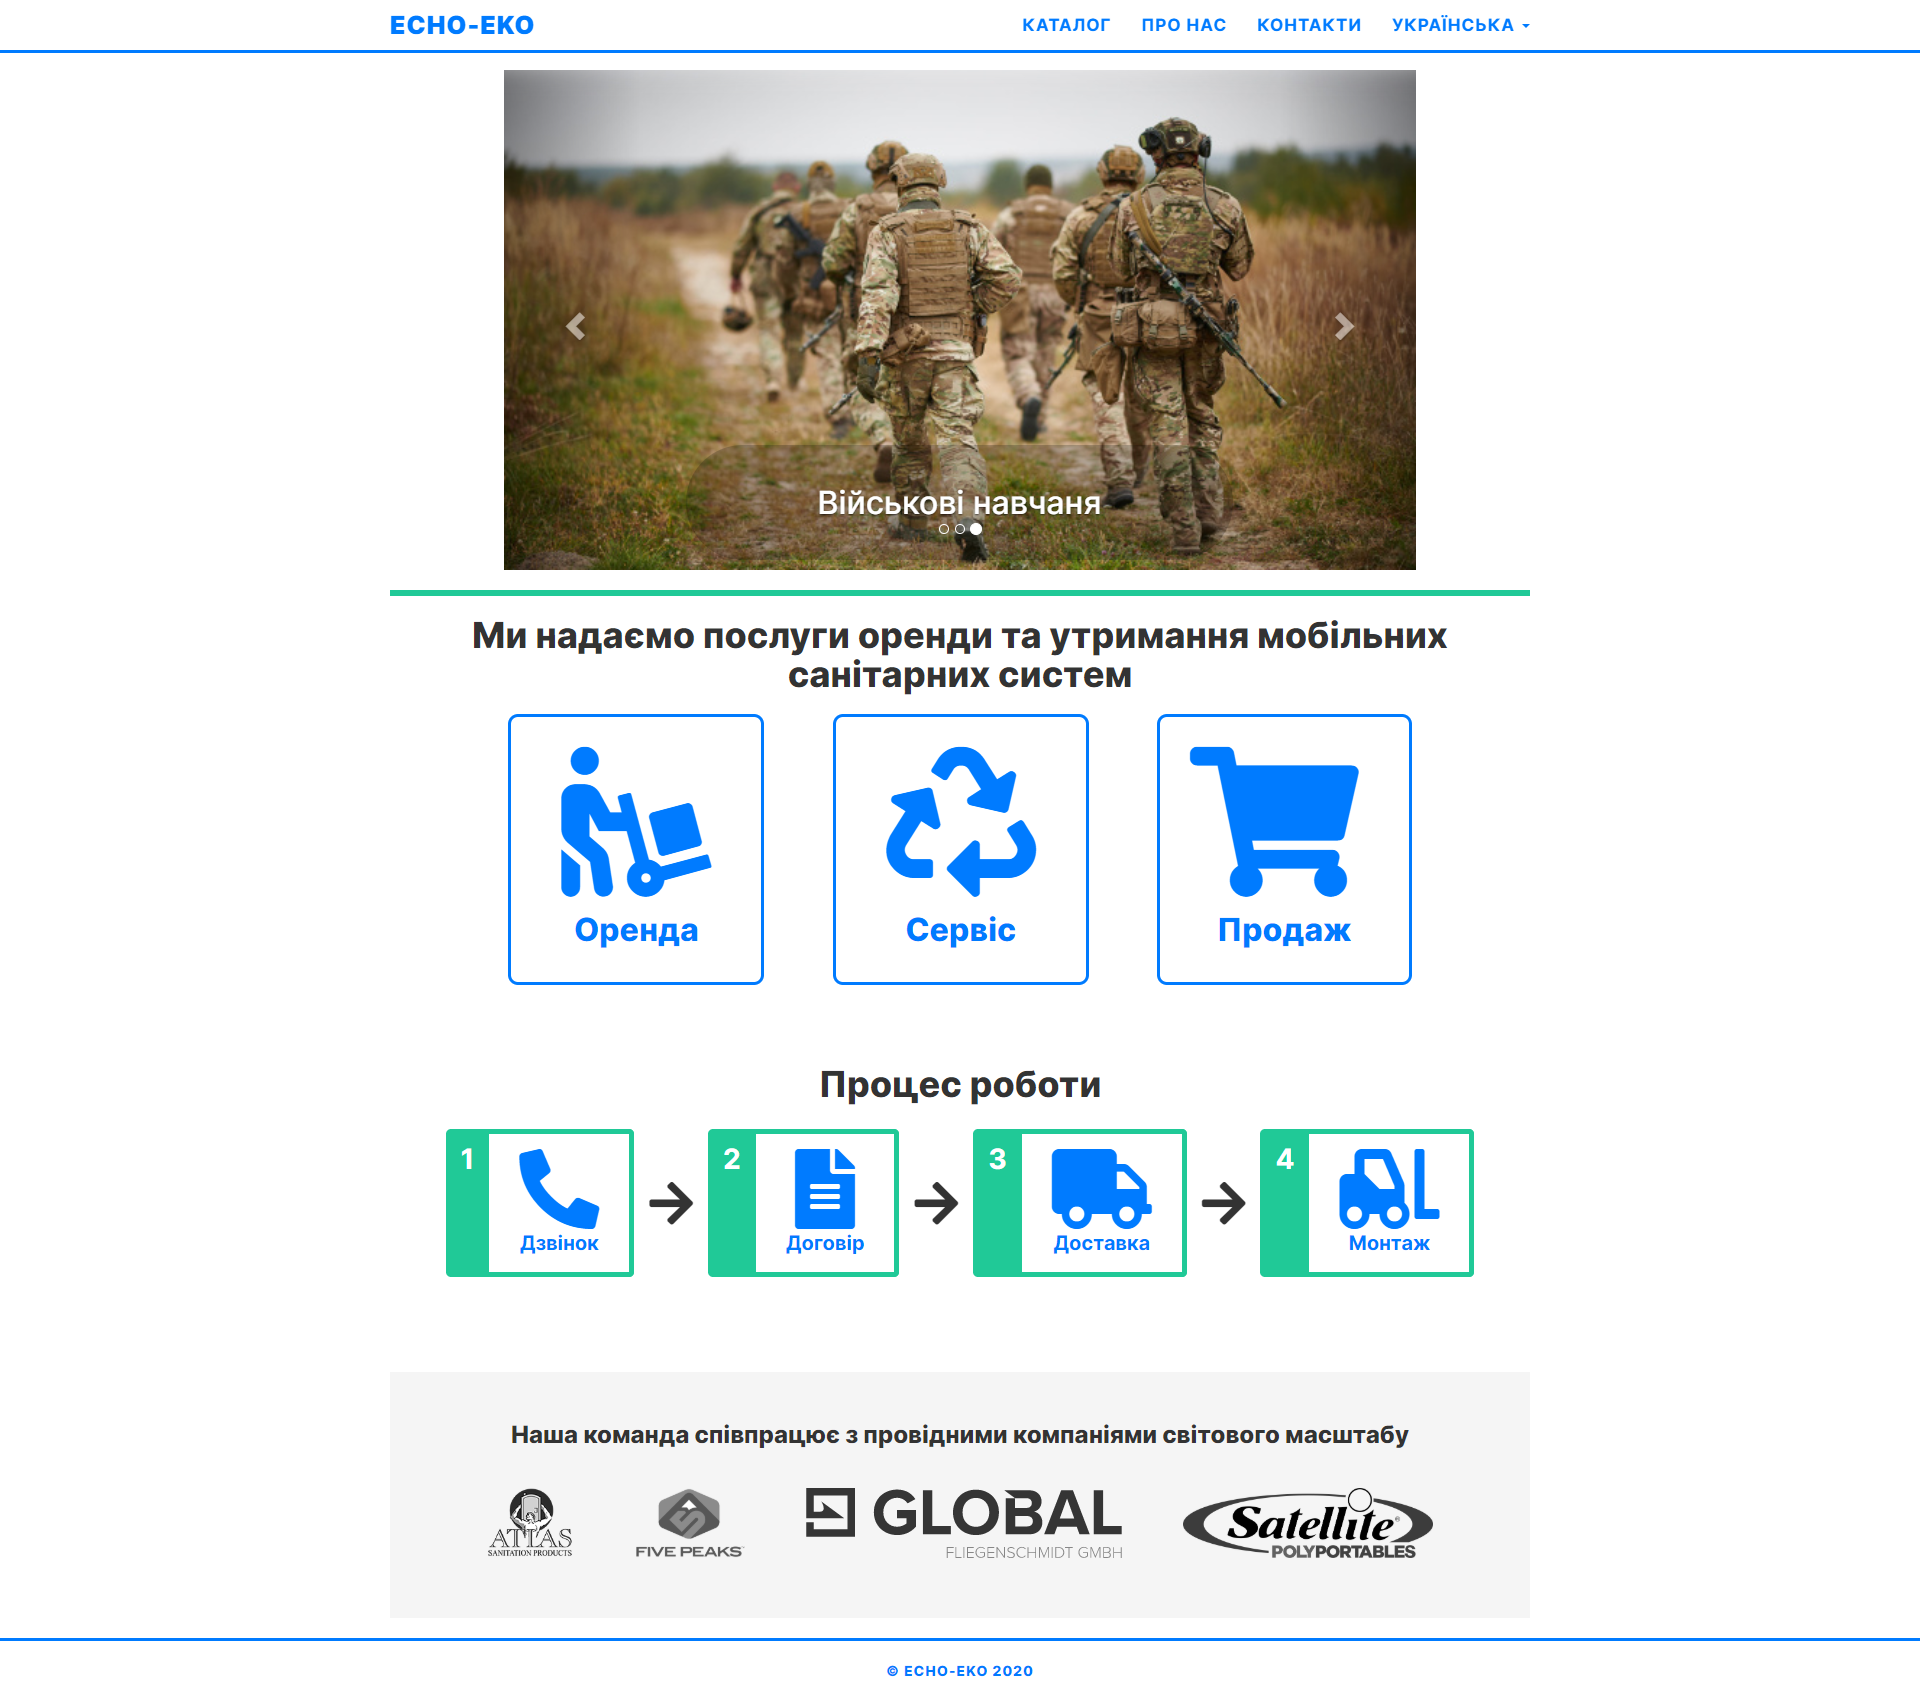 ECHO-EKO
КАТАЛОГ ПРО НАС КОНТАКТИ УКРАЇНСЬКА
Військові навчаня
Ми надаємо послуги оренди та утримання мобільних
санітарних систем
Оренда Сервіс Продаж
Процес роботи
1 Дзвінок
2 Договір
3 Доставка
4 Монтаж
Наша команда співпрацює з провідними компаніями світового масштабу
ATLAS
SANITATION PRODUCTS
FIVE PEAKS
GLOBAL
FLIEGENSCHMIDT GMBH
Satellite
POLYPORTABLES
© ECHO-EKO 2020